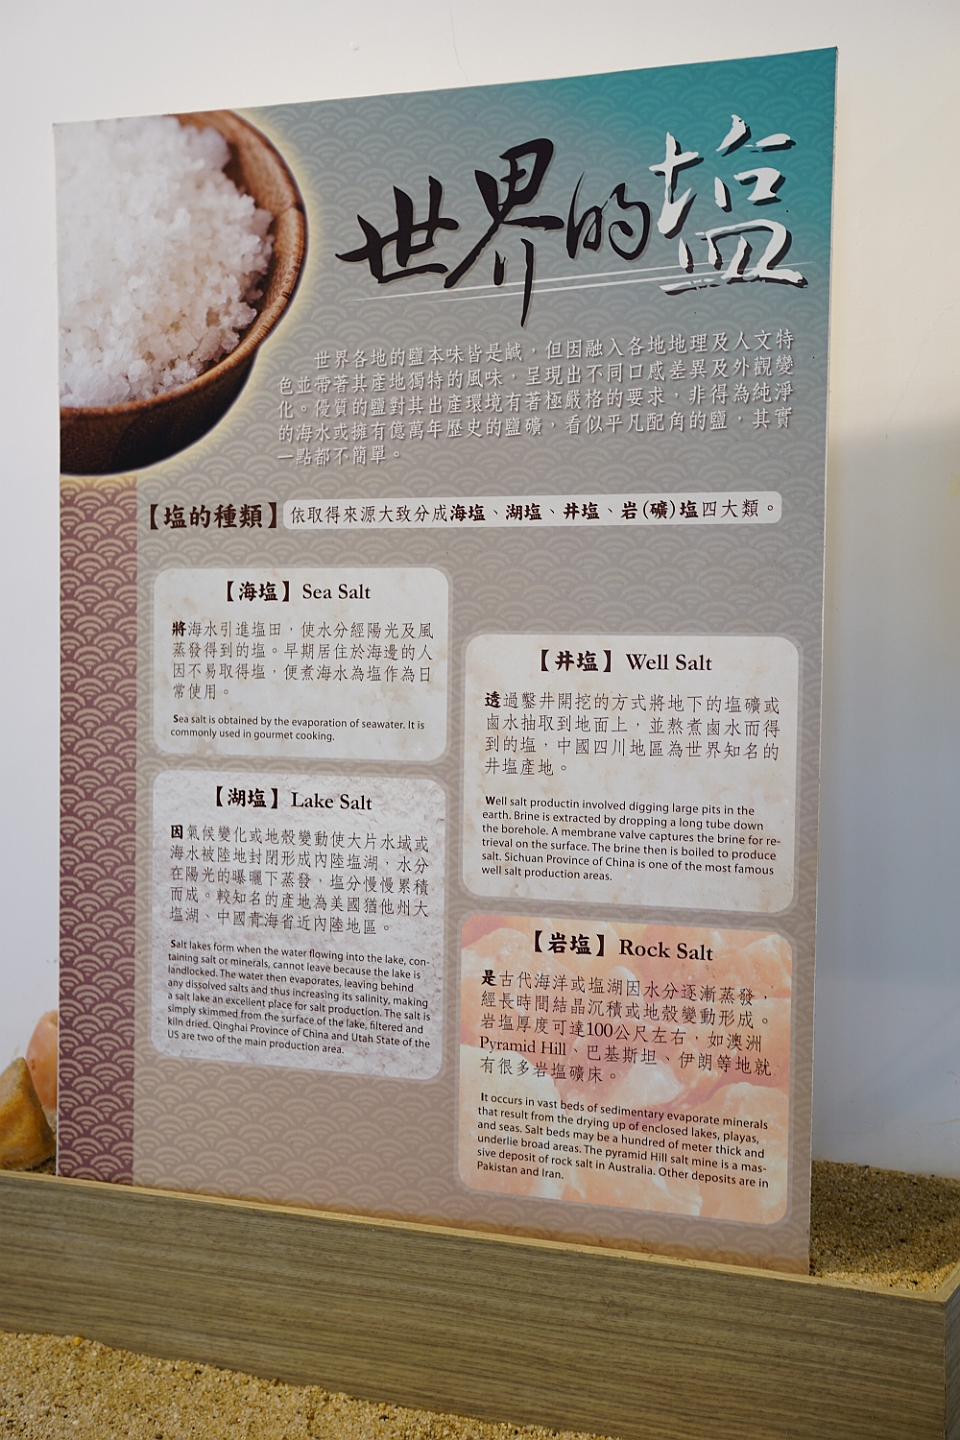 世界的塩
世界各地的鹽本味皆是鹹，但因融入各地地理及人文特
色並帶著其產地獨特的風味，呈現出不同口感差異及外觀變
化。優質的鹽對其出產環境有著極嚴格的要求，非得為純淨
的海水或擁有億萬年歷史的鹽礦，看似平凡配角的鹽，其實
一點都不簡單。
【塩的種類】依取得來源大致分成海塩、湖塩、井塩、岩(礦)塩四大類。
【海塩】Sea Salt
將海水引進塩田，使水分經陽光及風
蒸發得到的塩。早期居住於海邊的人
因不易取得塩，便煮海水為塩作為日
常使用。
Sea salt is obtained by the evaporation of seawater. It is
commonly used in gourmet cooking.
【湖塩】Lake Salt
因氣候變化或地殼變動使大片水域或
海水被陸地封閉形成內陸塩湖，水分
在陽光的曝曬下蒸發，塩分慢慢累積
而成。較知名的產地為美國猶他州大
塩湖、中國青海省近內陸地區。
Salt lakes form when the water flowing into the lake, con-
taining salt or minerals, cannot leave because the lake is
landlocked. The water then evaporates, leaving behind
any dissolved salts and thus increasing its salinity, making
a salt lake an excellent place for salt production. The salt is
simply skimmed from the surface of the lake, filtered and
kiln dried. Qinghai Province of China and Utah State of the
US are two of the main production area.
【井塩】Well Salt
透過鑿井開挖的方式將地下的塩礦或
鹵水抽取到地面上，並熬煮鹵水而得
到的塩，中國四川地區為世界知名的
井塩產地。
Well salt productin involved digging large pits in the
earth. Brine is extracted by dropping a long tube down
the borehole. A membrane valve captures the brine for re-
trieval on the surface. The brine then is boiled to produce
salt. Sichuan Province of China is one of the most famous
well salt production areas.
【岩塩】Rock Salt
是古代海洋或塩湖因水分逐漸蒸發，
經長時間結晶沉積或地殼變動形成。
岩塩厚度可達100公尺左右，如澳洲
Pyramid Hill、巴基斯坦、伊朗等地就
有很多岩塩礦床。
It occurs in vast beds of sedimentary evaporate minerals
that result from the drying up of enclosed lakes, playas,
and seas. Salt beds may be a hundred of meter thick and
underlie broad areas. The pyramid Hill salt mine is a mas-
sive deposit of rock salt in Australia. Other deposits are in
Pakistan and Iran.